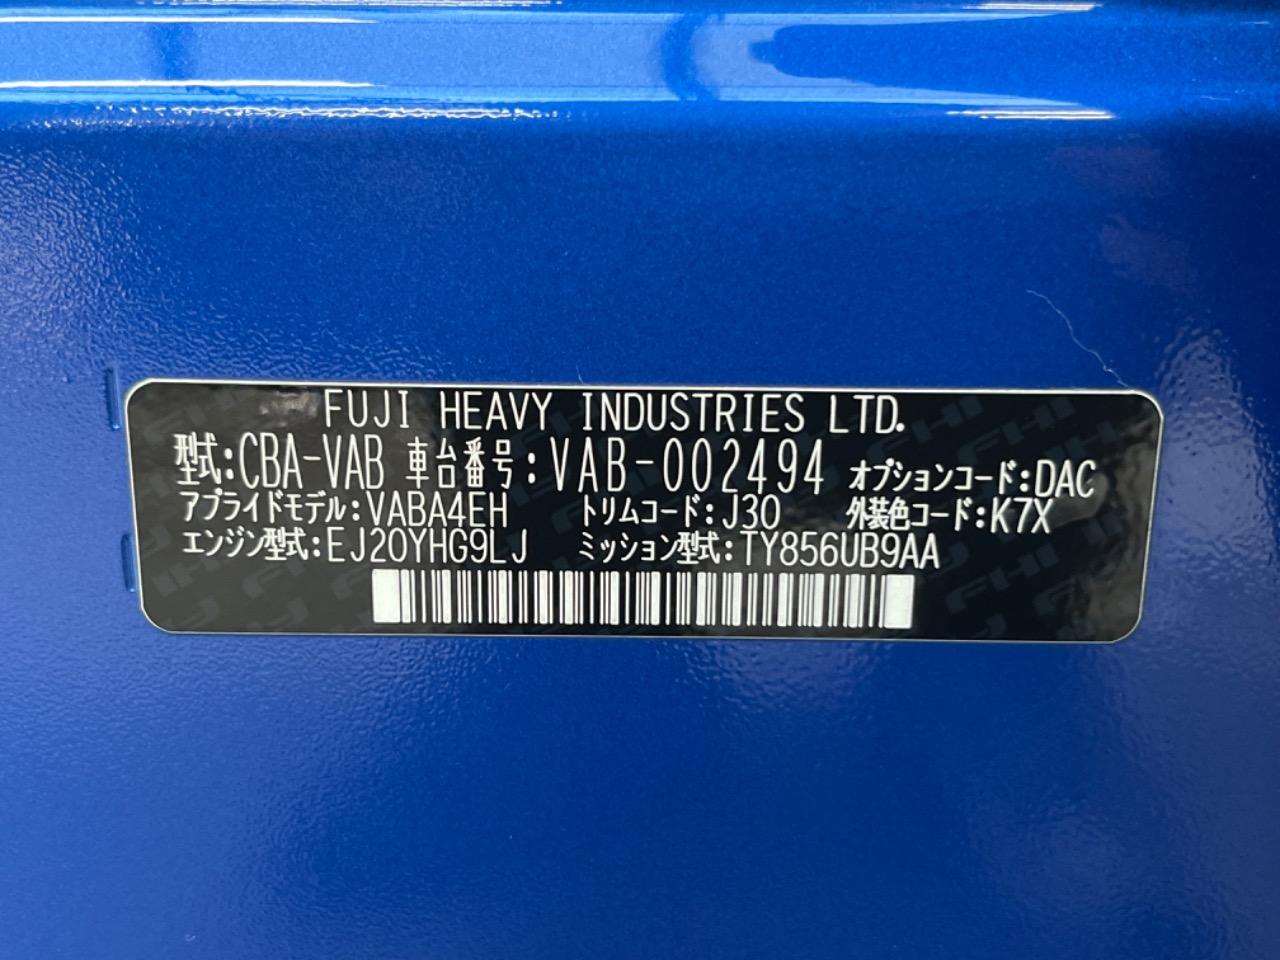 FUJI HEAVY INDUSTRIES LTD.
型式:CBA-VAB 車台番号:VAB-002494 オプションコード:DAC
アプライドモデル:VABA4EH トリムコード:J30 外装色コード:K7X
エンジン型式:EJ20YHG9LJ ミッション型式:TY856UB9AA